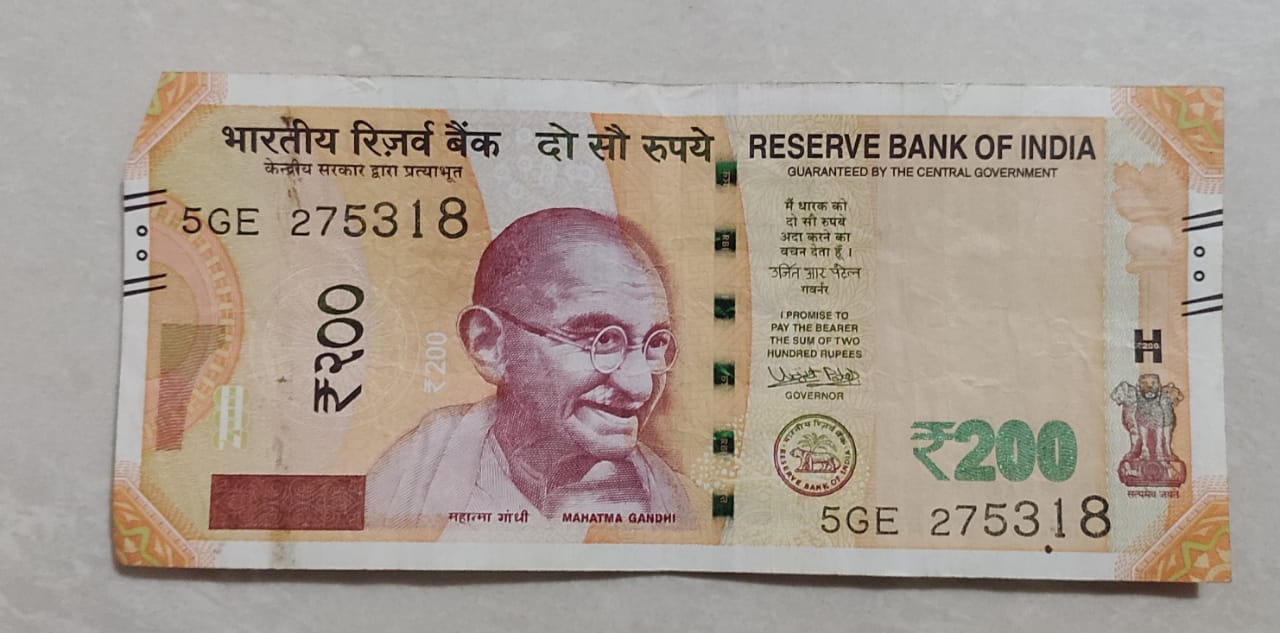 भारतीय रिज़र्व बैंक दो सौ रुपये RESERVE BANK OF INDIA
केन्द्रीय सरकार द्वारा प्रत्याभूत GUARANTEED BY THE CENTRAL GOVERNMENT
5GE 275318
मैं धारक को
दो सौ रुपये
अदा करने का
वचन देता हूँ ।
उर्जित आर पटेल
गवर्नर
₹२००
₹200
I PROMISE TO
PAY THE BEARER
THE SUM OF TWO
HUNDRED RUPEES
GOVERNOR
भारतीय रिज़र्व बैंक
RESERVE BANK OF INDIA
H
₹200
₹200
सत्यमेव जयते
महात्मा गांधी MAHATMA GANDHI
5GE 275318